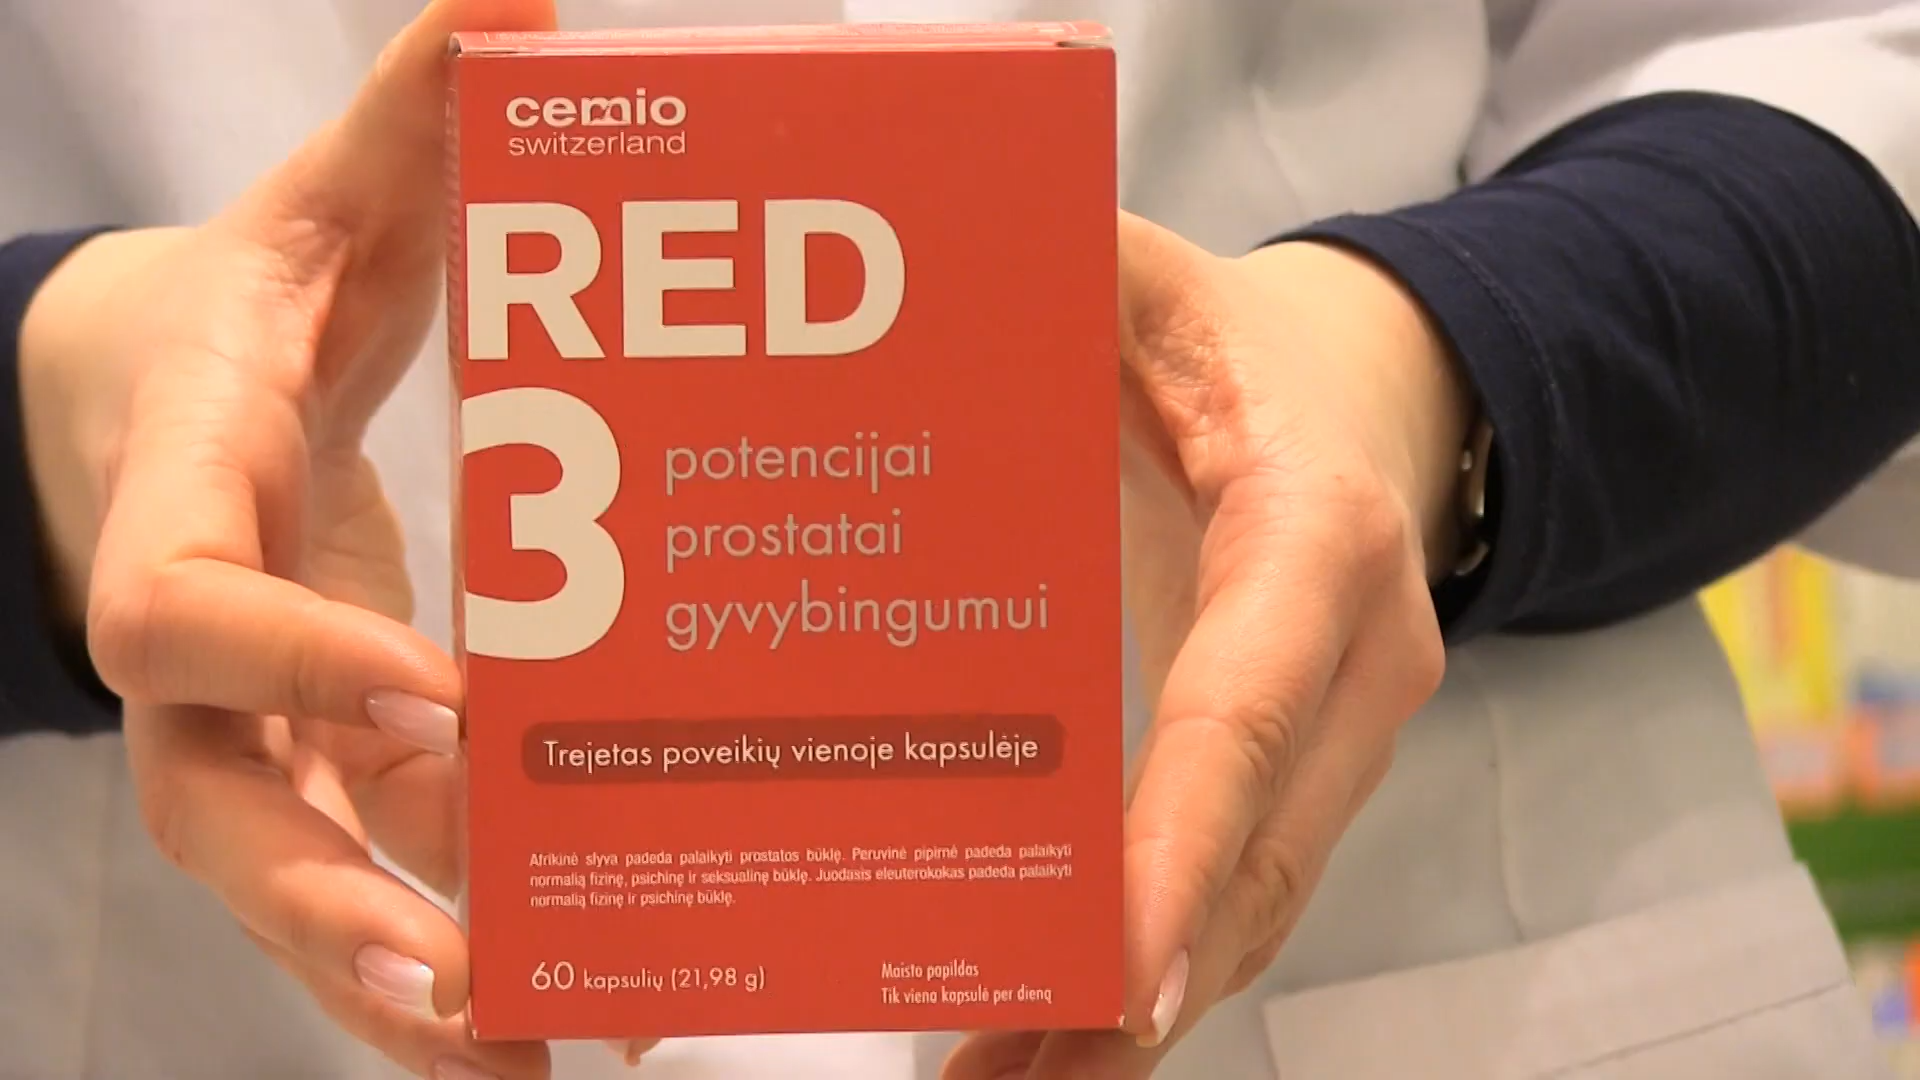 cemio
switzerland
RED
3
potencijai
prostatai
gyvybingumui
Trejetas poveikių vienoje kapsulėje
Afrikinė slyva padeda palaikyti prostatos būklę. Peruvinė pipirnė padeda palaikyti
normalią fizinę, psichinę ir seksualinę būklę. Juodasis eleuterokokas padeda palaikyti
normalią fizinę ir psichinę būklę.
60 kapsulių (21,98 g)
Maisto papildas
Tik viena kapsulė per dieną